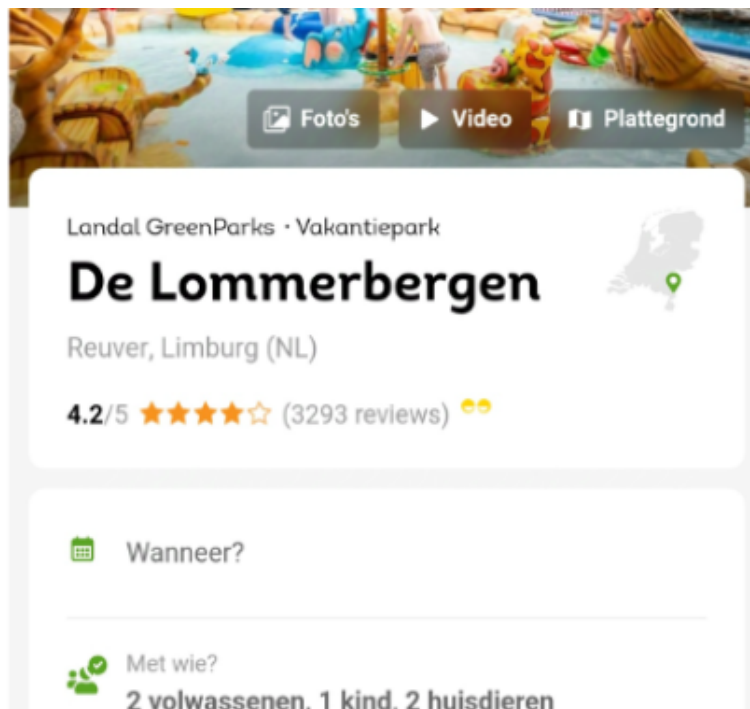 Foto's Video Plattegrond
Landal GreenParks · Vakantiepark
De Lommerbergen
Reuver, Limburg (NL)
4.2/5 (3293 reviews)
Wanneer?
Met wie?
2 volwassenen, 1 kind, 2 huisdieren